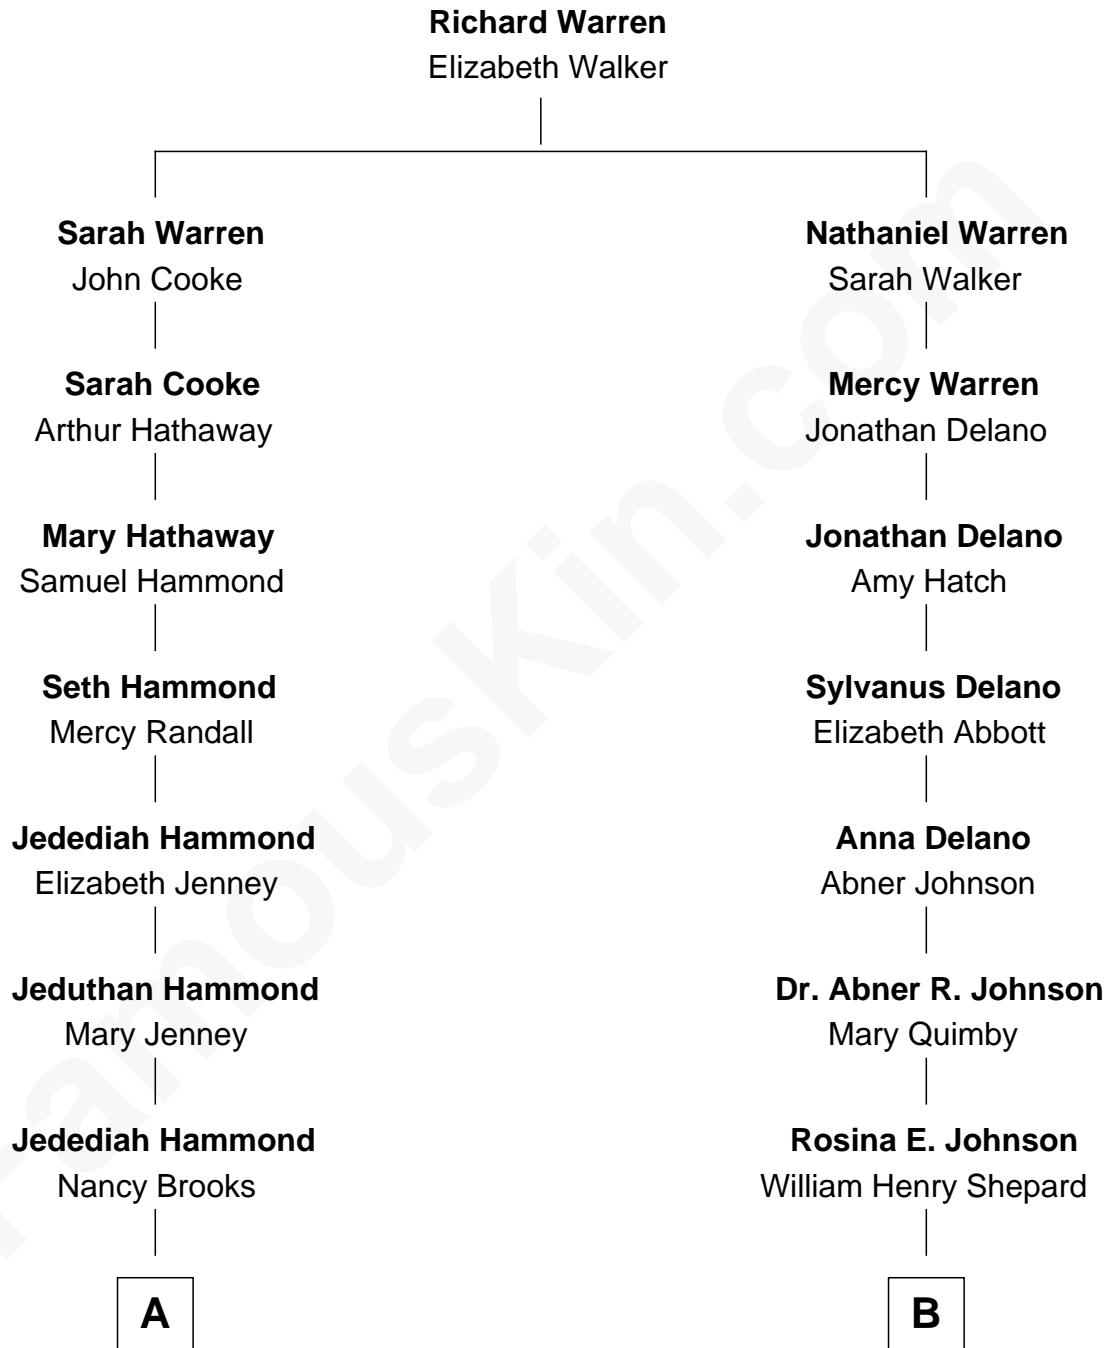 Richard Warren
Elizabeth Walker
Sarah Warren
John Cooke
Nathaniel Warren
Sarah Walker
Sarah Cooke
Arthur Hathaway
Mercy Warren
Jonathan Delano
Mary Hathaway
Samuel Hammond
Jonathan Delano
Amy Hatch
Seth Hammond
Mercy Randall
Sylvanus Delano
Elizabeth Abbott
Jedediah Hammond
Elizabeth Jenney
Anna Delano
Abner Johnson
Jeduthan Hammond
Mary Jenney
Dr. Abner R. Johnson
Mary Quimby
Jedediah Hammond
Nancy Brooks
Rosina E. Johnson
William Henry Shepard
A
B
FamousKin.com